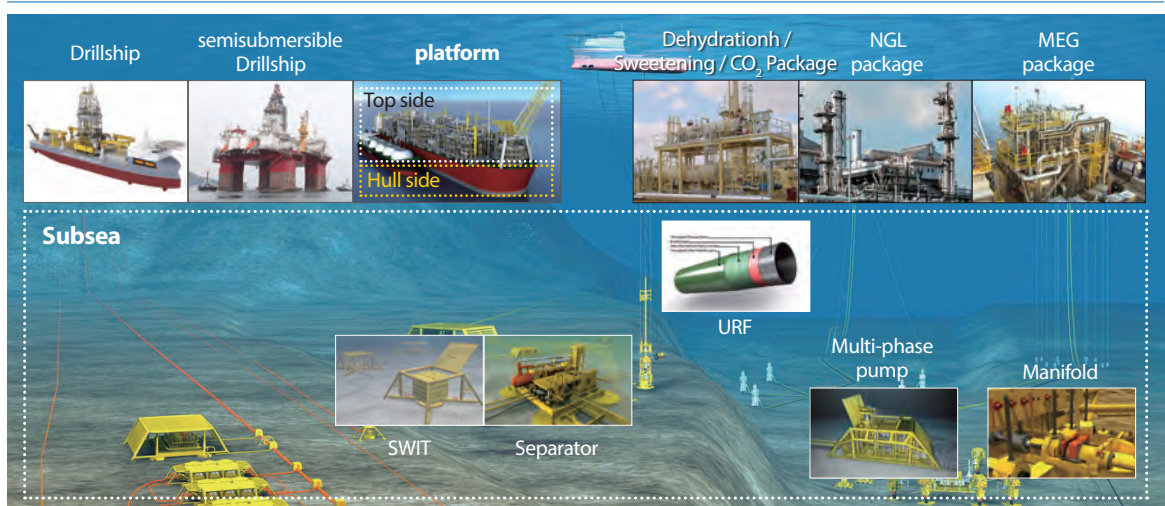 Drillship
semisubmersible
Drillship
platform
Dehydrationh /
Sweetening / CO₂ Package
NGL
package
MEG
package
Top side
Hull side
Subsea
URF
Multi-phase
pump
Manifold
SWIT
Separator